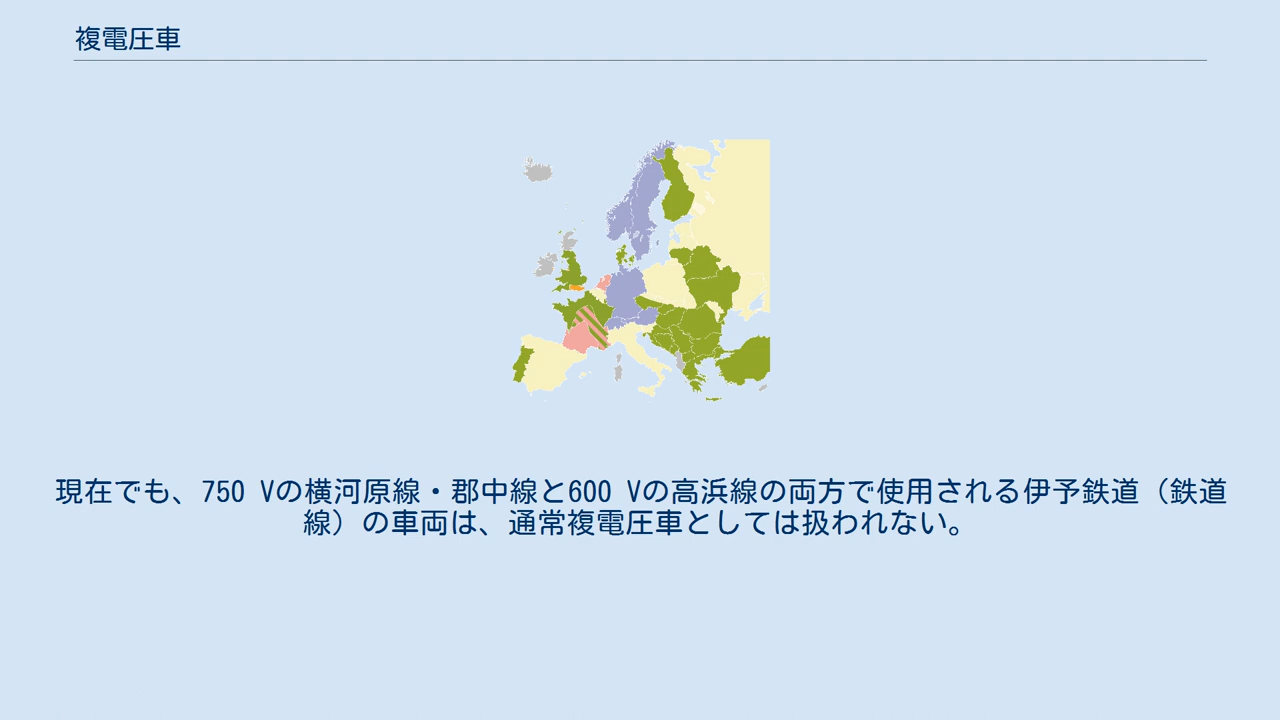 複電圧車
現在でも、750 Vの横河原線・郡中線と600 Vの高浜線の両方で使用される伊予鉄道（鉄道
線）の車両は、通常複電圧車としては扱われない。